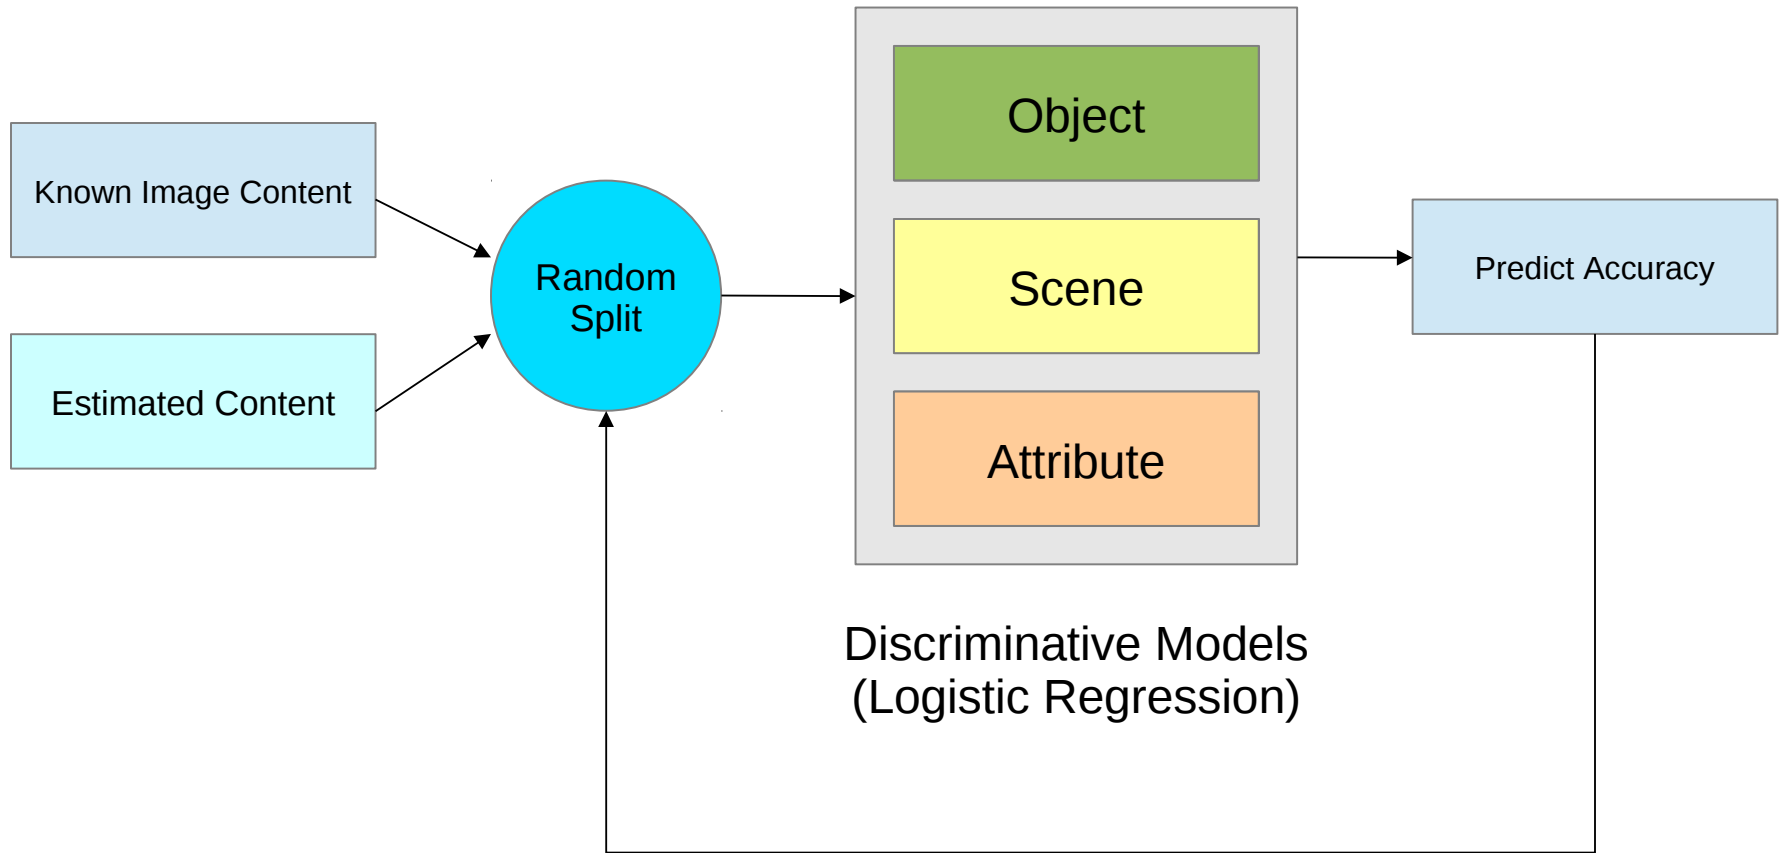 Known Image Content
Estimated Content
Random
Split
Object
Scene
Attribute
Discriminative Models
(Logistic Regression)
Predict Accuracy